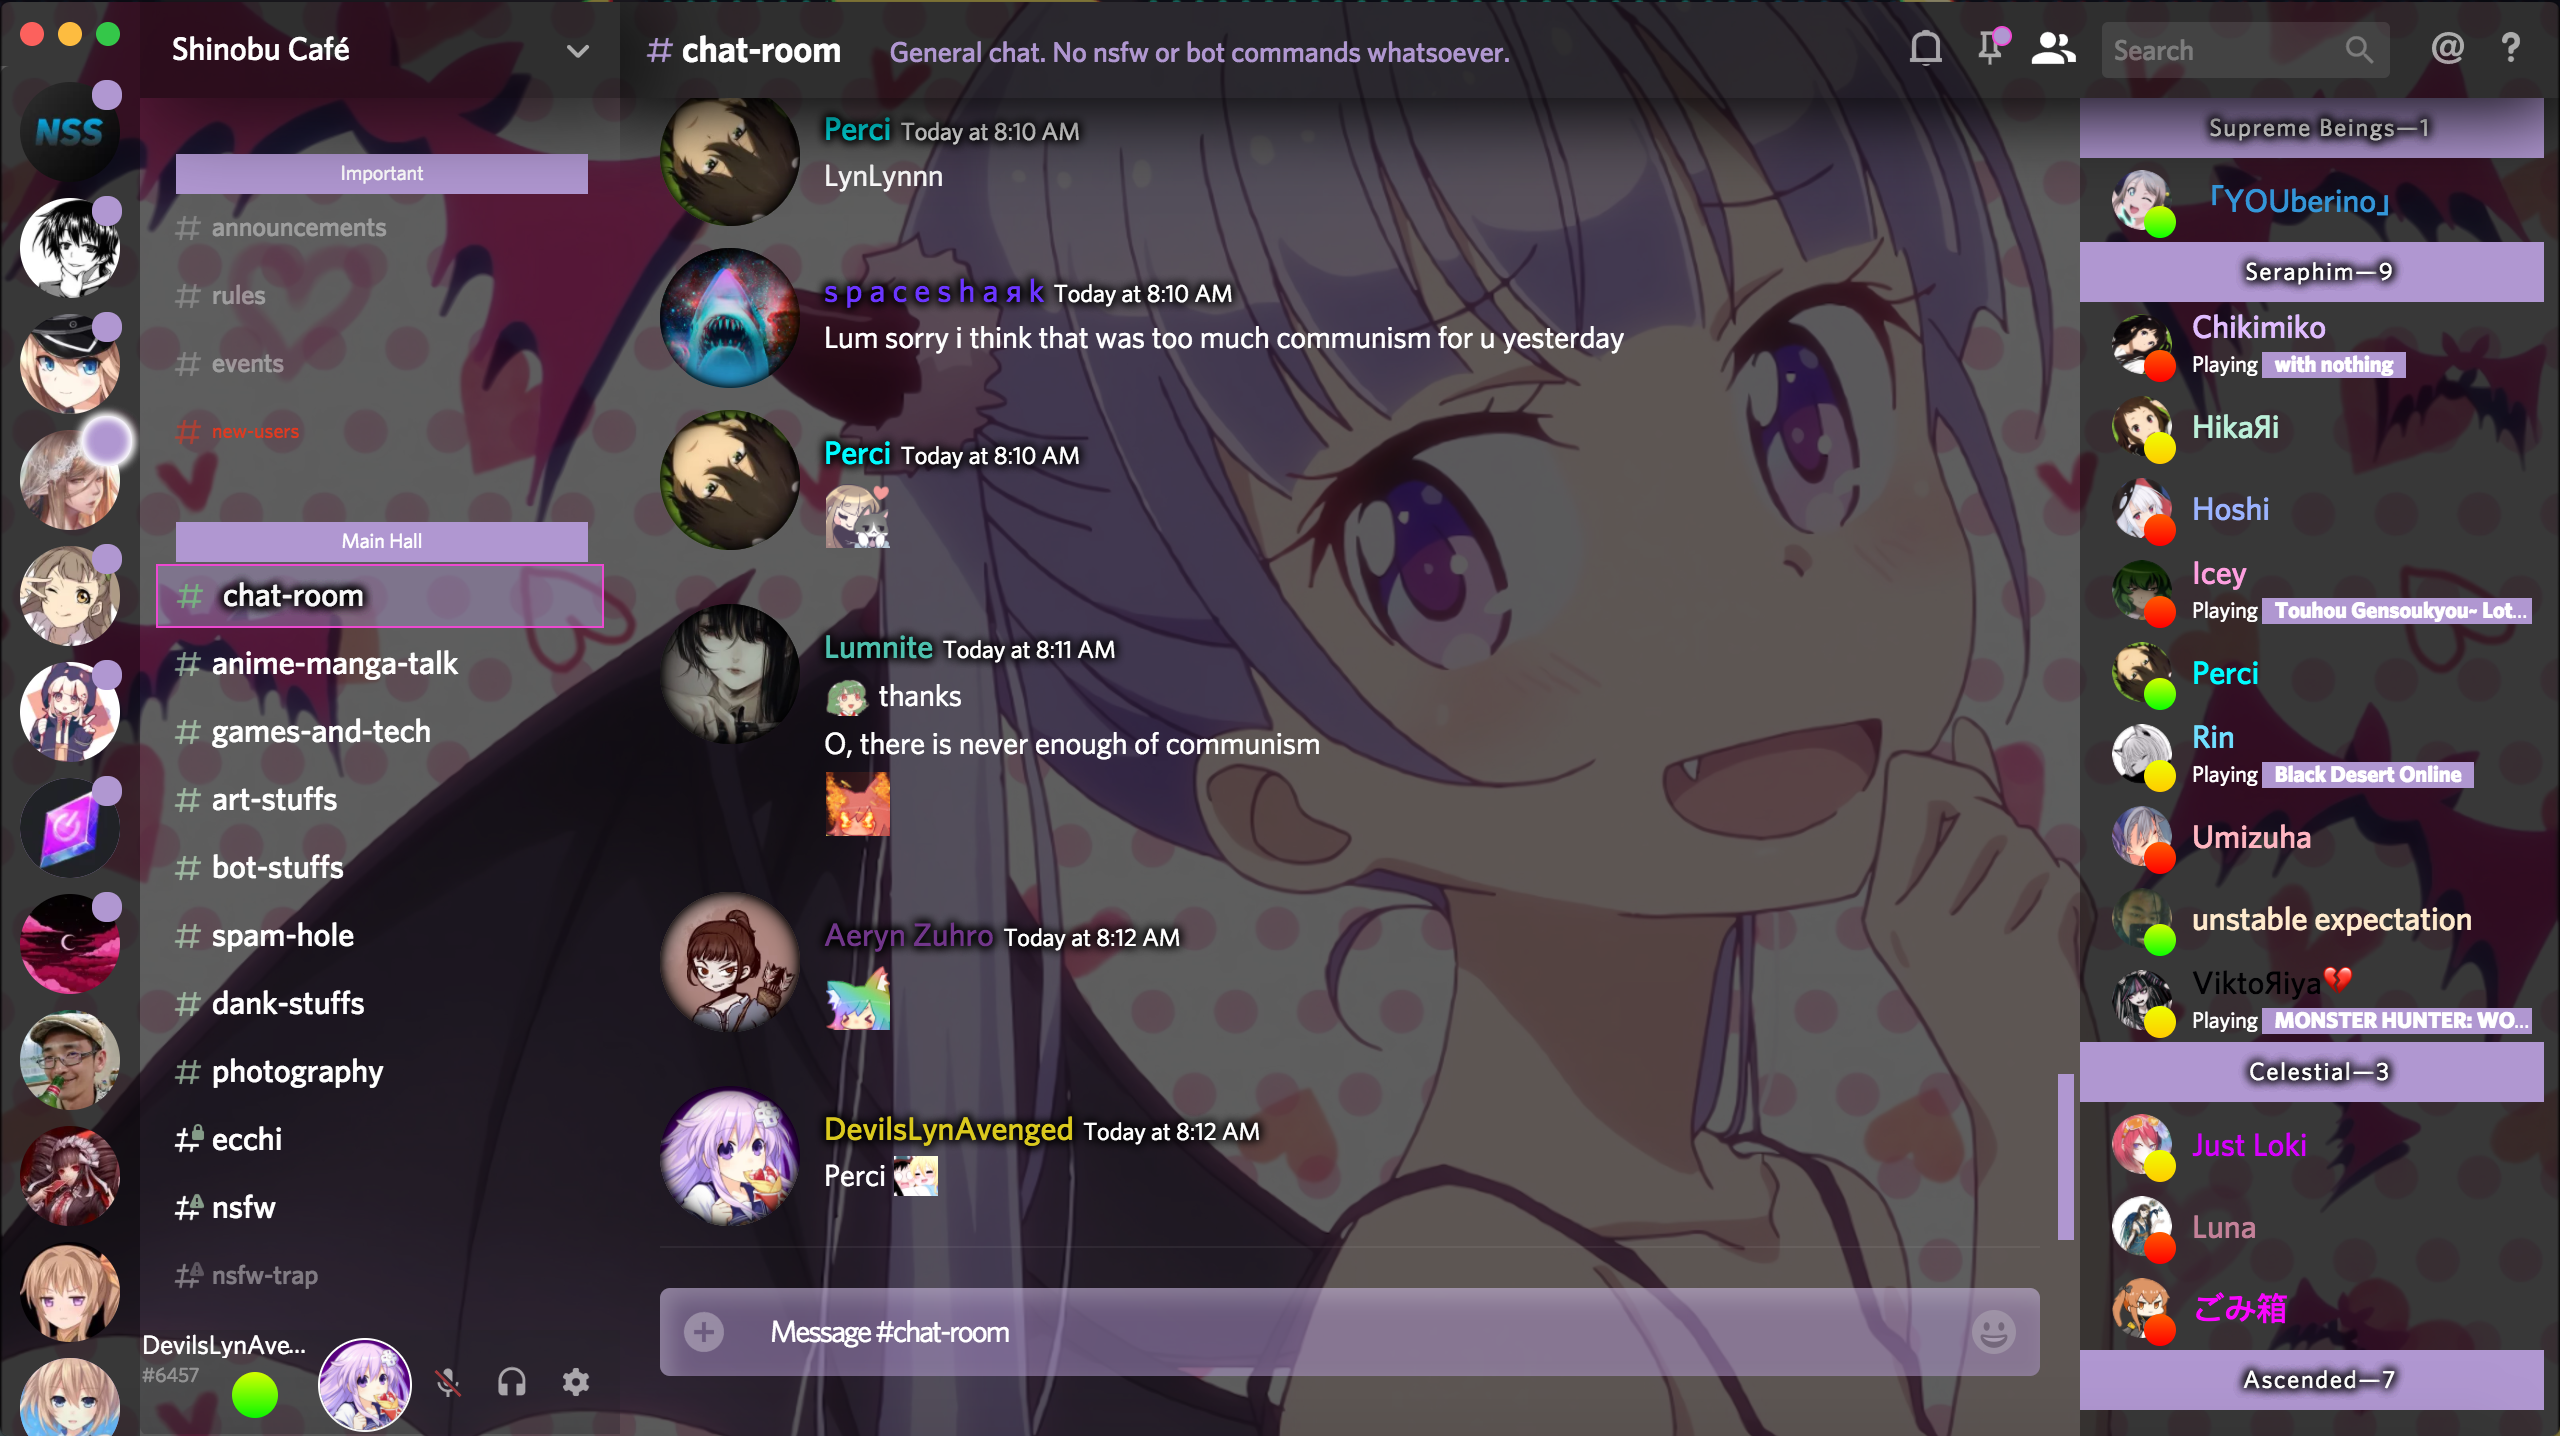 NSS
Shinobu Café
Important
# announcements
# rules
# events
# new-users
Main Hall
# chat-room
# anime-manga-talk
# games-and-tech
# art-stuffs
# bot-stuffs
# spam-hole
# dank-stuffs
# photography
# ecchi
# nsfw
# nsfw-trap
DevilsLynAve...
#6457
# chat-room
General chat. No nsfw or bot commands whatsoever.
Search
@
?
Perci Today at 8:10 AM
LynLynnn
s p a c e s h a я k Today at 8:10 AM
Lum sorry i think that was too much communism for u yesterday
Perci Today at 8:10 AM
Lumnite Today at 8:11 AM
thanks
O, there is never enough of communism
Aeryn Zuhro Today at 8:12 AM
DevilsLynAvenged Today at 8:12 AM
Perci
Message #chat-room
Supreme Beings—1
「YOUberino」
Seraphim—9
Chikimiko
Playing with nothing
HikaЯi
Hoshi
Icey
Playing Touhou Gensoukyou~ Lot...
Perci
Rin
Playing Black Desert Online
Umizuha
unstable expectation
ViktoЯiya💔
Playing MONSTER HUNTER: WO...
Celestial—3
Just Loki
Luna
ごみ箱
Ascended—7